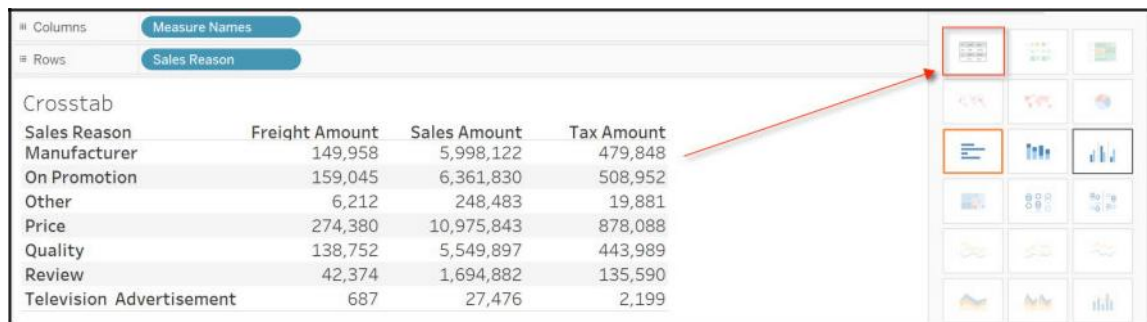 Columns Measure Names
Rows Sales Reason
Crosstab
Sales Reason Freight Amount Sales Amount Tax Amount
Manufacturer 149,958 5,998,122 479,848
On Promotion 159,045 6,361,830 508,952
Other 6,212 248,483 19,881
Price 274,380 10,975,843 878,088
Quality 138,752 5,549,897 443,989
Review 42,374 1,694,882 135,590
Television Advertisement 687 27,476 2,199